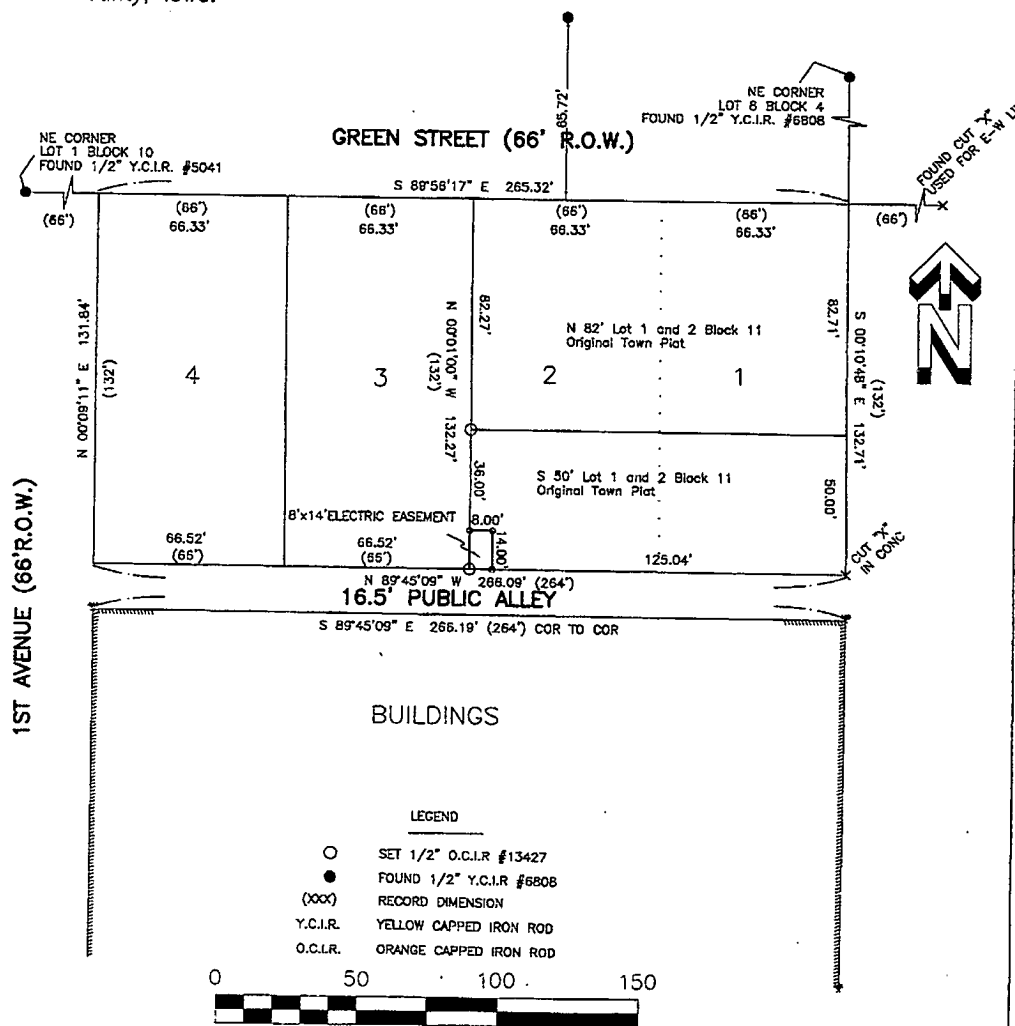 NE CORNER
LOT 1 BLOCK 10
FOUND 1/2" Y.C.I.R. #5041
GREEN STREET (66' R.O.W.)
65.72'
NE CORNER
LOT 8 BLOCK 4
FOUND 1/2" Y.C.I.R. #6808
FOUND CUT "X"
USED FOR E-W
S 89°56'17" E 265.32'
(66')
(66')
66.33'
(66')
66.33'
(66')
66.33'
(66')
66.33'
(66')
N 00°09'11" E 131.84'
(132')
4
3
N 00°01'00" W 132.27'
(132')
82.27'
36.00'
N 82' Lot 1 and 2 Block 11
Original Town Plat
2
1
82.71'
S 00°10'48" E 132.71'
(132')
N
S 50' Lot 1 and 2 Block 11
Original Town Plat
50.00'
8'x14' ELECTRIC EASEMENT
8.00'
14.00'
66.52'
(66')
66.52'
(66')
125.04'
CUT "X"
IN CONC
N 89°45'09" W 266.09' (264')
16.5' PUBLIC ALLEY
S 89°45'09" E 266.19' (264') COR TO COR
1ST AVENUE (66'R.O.W.)
BUILDINGS
LEGEND
SET 1/2" O.C.I.R #13427
FOUND 1/2" Y.C.I.R #6808
(XXX) RECORD DIMENSION
Y.C.I.R. YELLOW CAPPED IRON ROD
O.C.I.R. ORANGE CAPPED IRON ROD
0 50 100 150